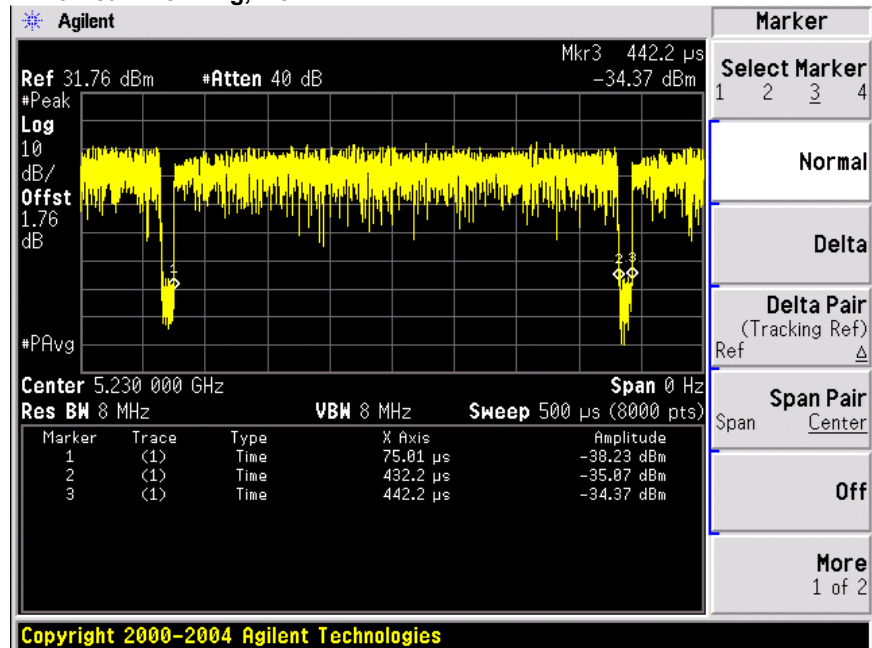 Agilent
Marker
Mkr3 442.2 µs
Ref 31.76 dBm #Atten 40 dB -34.37 dBm
#Peak
Log
10
dB/
Offst
1.76
dB
1
2 3
#PAvg
Center 5.230 000 GHz Span 0 Hz
Res BW 8 MHz VBW 8 MHz Sweep 500 µs (8000 pts)
Marker Trace Type X Axis Amplitude
1 (1) Time 75.01 µs -38.23 dBm
2 (1) Time 432.2 µs -35.07 dBm
3 (1) Time 442.2 µs -34.37 dBm
Select Marker
1 2 3 4
Normal
Delta
Delta Pair
(Tracking Ref)
Ref Δ
Span Pair
Span Center
Off
More
1 of 2
Copyright 2000-2004 Agilent Technologies